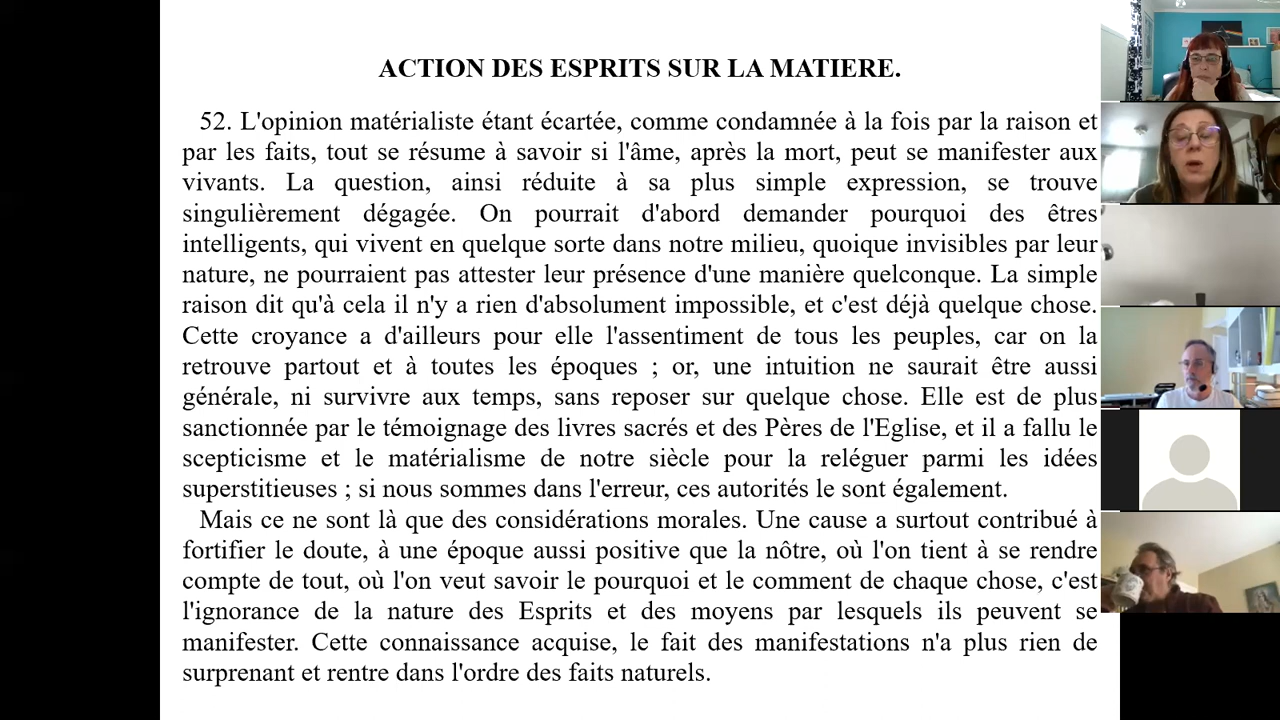 ACTION DES ESPRITS SUR LA MATIERE.
52. L'opinion matérialiste étant écartée, comme condamnée à la fois par la raison et
par les faits, tout se résume à savoir si l'âme, après la mort, peut se manifester aux
vivants. La question, ainsi réduite à sa plus simple expression, se trouve
singulièrement dégagée. On pourrait d'abord demander pourquoi des êtres
intelligents, qui vivent en quelque sorte dans notre milieu, quoique invisibles par leur
nature, ne pourraient pas attester leur présence d'une manière quelconque. La simple
raison dit qu'à cela il n'y a rien d'absolument impossible, et c'est déjà quelque chose.
Cette croyance a d'ailleurs pour elle l'assentiment de tous les peuples, car on la
retrouve partout et à toutes les époques ; or, une intuition ne saurait être aussi
générale, ni survivre aux temps, sans reposer sur quelque chose. Elle est de plus
sanctionnée par le témoignage des livres sacrés et des Pères de l'Eglise, et il a fallu le
scepticisme et le matérialisme de notre siècle pour la reléguer parmi les idées
superstitieuses ; si nous sommes dans l'erreur, ces autorités le sont également.
Mais ce ne sont là que des considérations morales. Une cause a surtout contribué à
fortifier le doute, à une époque aussi positive que la nôtre, où l'on tient à se rendre
compte de tout, où l'on veut savoir le pourquoi et le comment de chaque chose, c'est
l'ignorance de la nature des Esprits et des moyens par lesquels ils peuvent se
manifester. Cette connaissance acquise, le fait des manifestations n'a plus rien de
surprenant et rentre dans l'ordre des faits naturels.